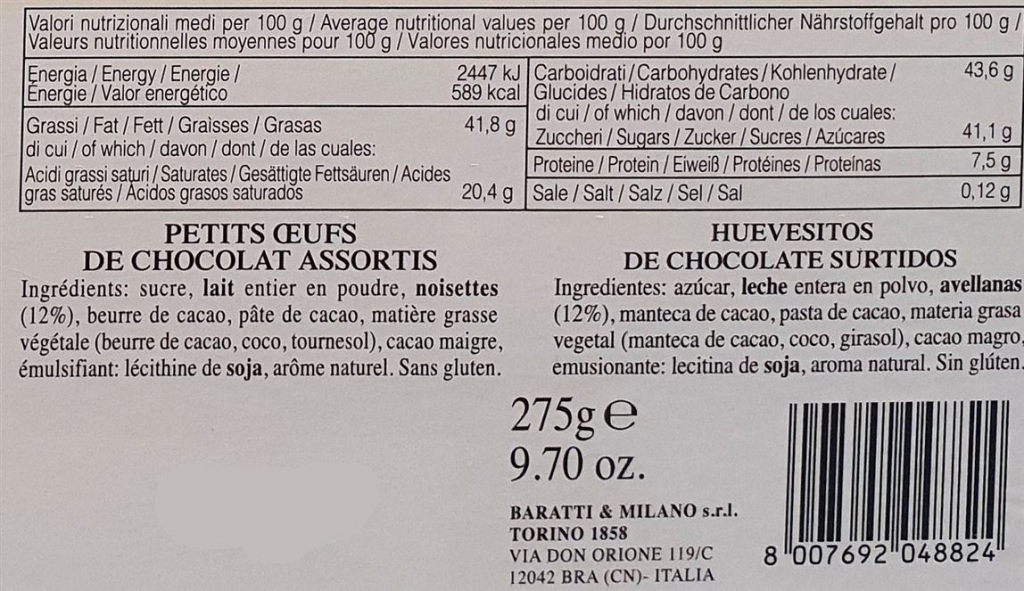 Valori nutrizionali medi per 100 g / Average nutritional values per 100 g / Durchschnittlicher Nährstoffgehalt pro 100 g /
Valeurs nutritionnelles moyennes pour 100 g / Valores nutricionales medio por 100 g
Energia / Energy / Energie /
Énergie / Valor energético
2447 kJ
589 kcal
Grassi / Fat / Fett / Graisses / Grasas 41,8 g
di cui / of which / davon / dont / de las cuales:
Acidi grassi saturi / Saturates / Gesättigte Fettsäuren / Acides
gras saturés / Ácidos grasos saturados 20,4 g
Carboidrati / Carbohydrates / Kohlenhydrate / 43,6 g
Glucides / Hidratos de Carbono
di cui / of which / davon / dont / de los cuales:
Zuccheri / Sugars / Zucker / Sucres / Azúcares 41,1 g
Proteine / Protein / Eiweiß / Protéines / Proteínas 7,5 g
Sale / Salt / Salz / Sel / Sal 0,12 g
PETITS ŒUFS
DE CHOCOLAT ASSORTIS
Ingrédients: sucre, lait entier en poudre, noisettes
(12%), beurre de cacao, pâte de cacao, matière grasse
végétale (beurre de cacao, coco, tournesol), cacao maigre,
émulsifiant: lécithine de soja, arôme naturel. Sans gluten.
HUEVESITOS
DE CHOCOLATE SURTIDOS
Ingredientes: azúcar, leche entera en polvo, avellanas
(12%), manteca de cacao, pasta de cacao, materia grasa
vegetal (manteca de cacao, coco, girasol), cacao magro,
emusionante: lecitina de soja, aroma natural. Sin glúten.
275g ℮
9.70 oz.
BARATTI & MILANO s.r.l.
TORINO 1858
VIA DON ORIONE 119/C
12042 BRA (CN)- ITALIA
8 007692 048824